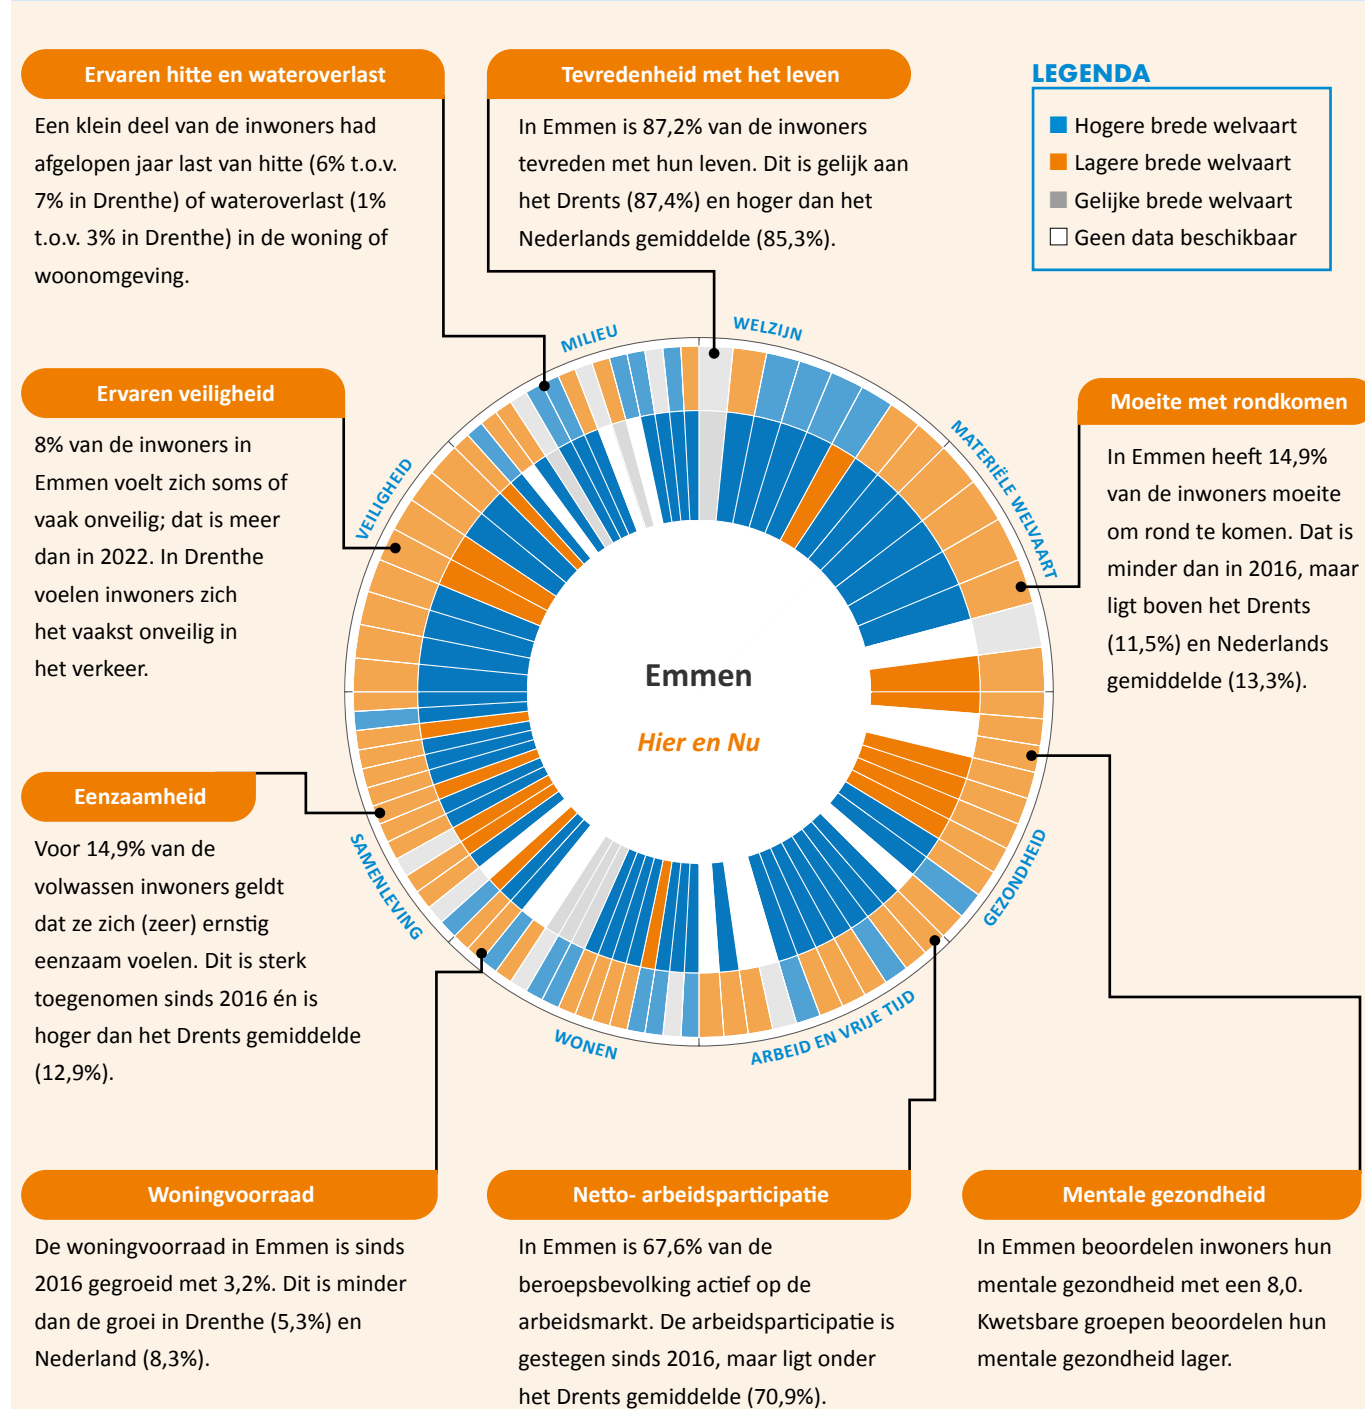 Ervaren hitte en wateroverlast
Een klein deel van de inwoners had
afgelopen jaar last van hitte (6% t.o.v.
7% in Drenthe) of wateroverlast (1%
t.o.v. 3% in Drenthe) in de woning of
woonomgeving.
Tevredenheid met het leven
In Emmen is 87,2% van de inwoners
tevreden met hun leven. Dit is gelijk aan
het Drents (87,4%) en hoger dan het
Nederlands gemiddelde (85,3%).
LEGENDA
Hogere brede welvaart
Lagere brede welvaart
Gelijke brede welvaart
Geen data beschikbaar
Ervaren veiligheid
8% van de inwoners in
Emmen voelt zich soms of
vaak onveilig; dat is meer
dan in 2022. In Drenthe
voelen inwoners zich
het vaakst onveilig in
het verkeer.
MILIEU
WELZIJN
MATERIËLE WELVAART
GEZONDHEID
ARBEID EN VRIJE TIJD
WONEN
SAMENLEVING
VEILIGHEID
Emmen
Hier en Nu
Moeite met rondkomen
In Emmen heeft 14,9%
van de inwoners moeite
om rond te komen. Dat is
minder dan in 2016, maar
ligt boven het Drents
(11,5%) en Nederlands
gemiddelde (13,3%).
Eenzaamheid
Voor 14,9% van de
volwassen inwoners geldt
dat ze zich (zeer) ernstig
eenzaam voelen. Dit is sterk
toegenomen sinds 2016 én is
hoger dan het Drents gemiddelde
(12,9%).
Woningvoorraad
De woningvoorraad in Emmen is sinds
2016 gegroeid met 3,2%. Dit is minder
dan de groei in Drenthe (5,3%) en
Nederland (8,3%).
Netto- arbeidsparticipatie
In Emmen is 67,6% van de
beroepsbevolking actief op de
arbeidsmarkt. De arbeidsparticipatie is
gestegen sinds 2016, maar ligt onder
het Drents gemiddelde (70,9%).
Mentale gezondheid
In Emmen beoordelen inwoners hun
mentale gezondheid met een 8,0.
Kwetsbare groepen beoordelen hun
mentale gezondheid lager.